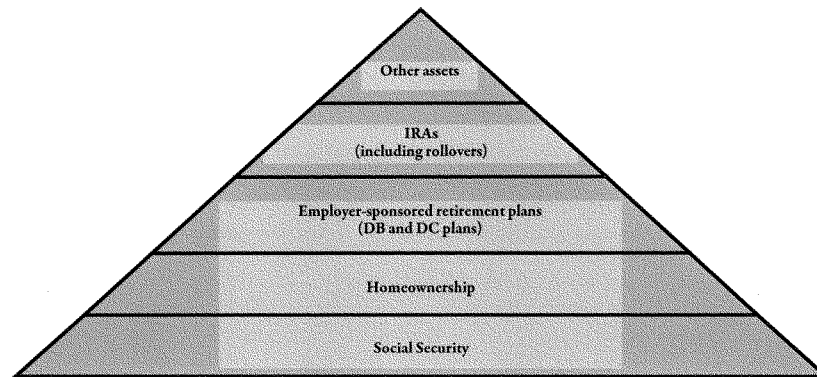 Other assets
IRAs
(including rollovers)
Employer-sponsored retirement plans
(DB and DC plans)
Homeownership
Social Security